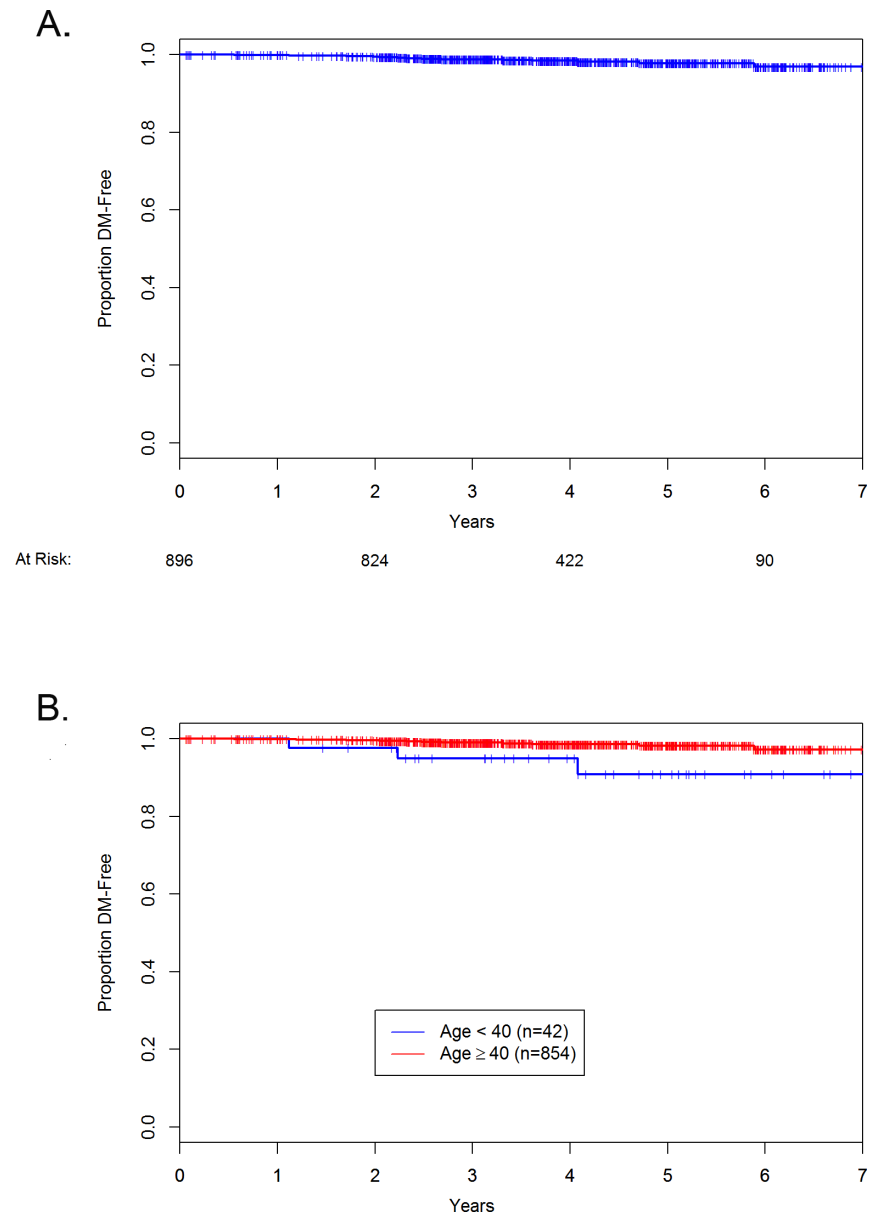 A.
Proportion DM-Free
1.0
0.8
0.6
0.4
0.2
0.0
0 1 2 3 4 5 6 7
Years
At Risk: 896 824 422 90
B.
Proportion DM-Free
1.0
0.8
0.6
0.4
0.2
0.0
Age < 40 (n=42)
Age ≥ 40 (n=854)
0 1 2 3 4 5 6 7
Years